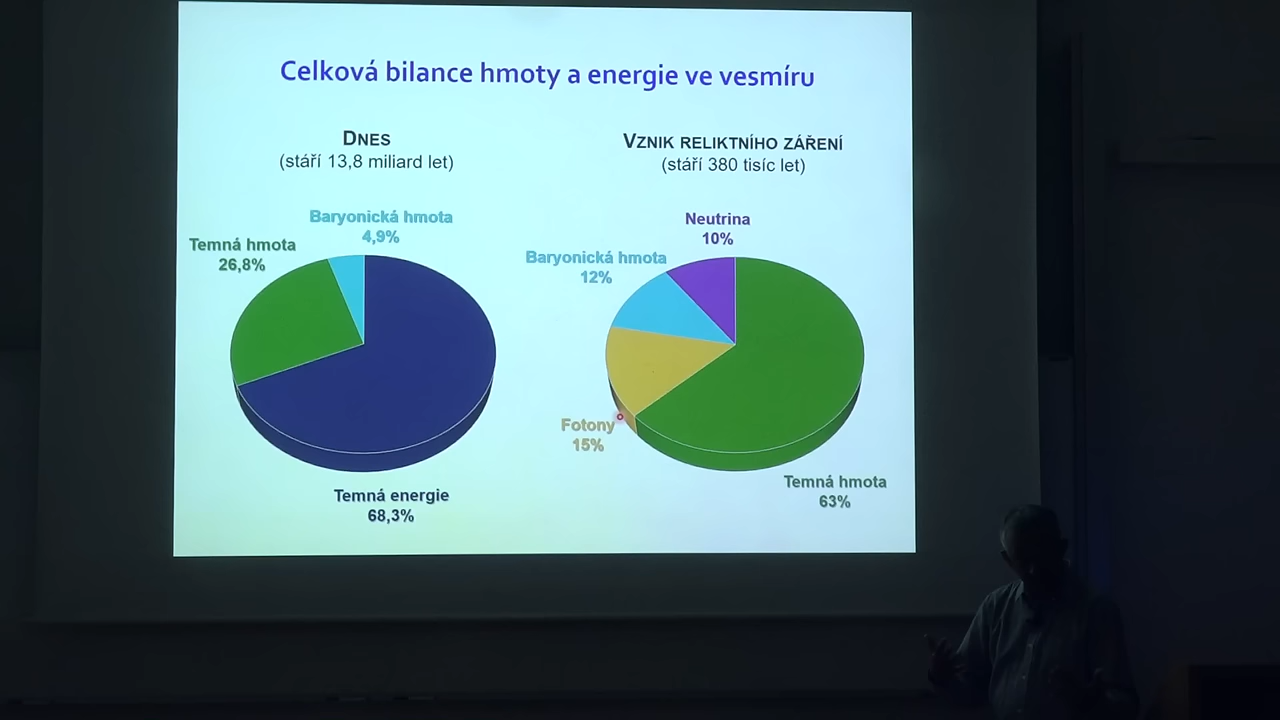 Celková bilance hmoty a energie ve vesmíru
DNES
(stáří 13,8 miliard let)
Baryonická hmota
4,9%
Temná hmota
26,8%
Temná energie
68,3%
VZNIK RELIKTNÍHO ZÁŘENÍ
(stáří 380 tisíc let)
Neutrina
10%
Baryonická hmota
12%
Fotony
15%
Temná hmota
63%